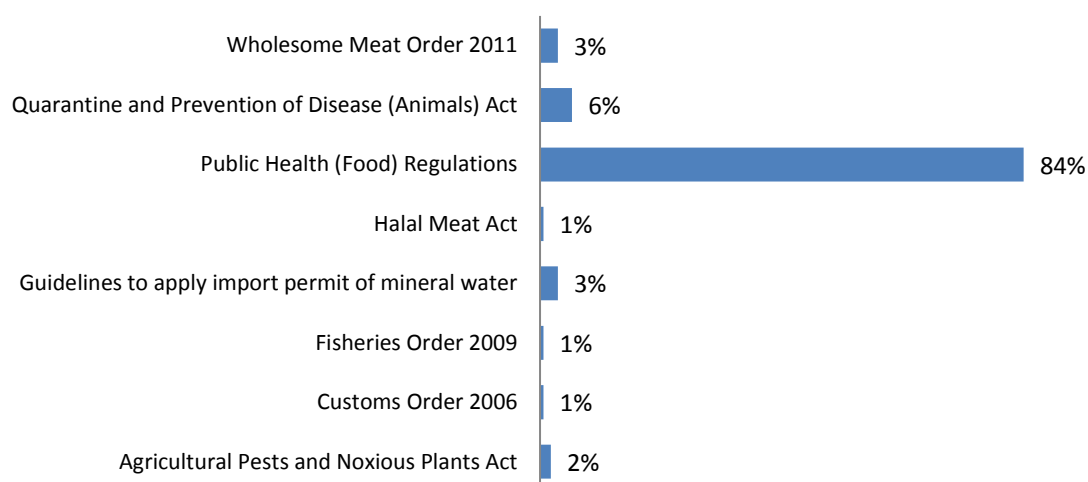 Wholesome Meat Order 2011 3%
Quarantine and Prevention of Disease (Animals) Act 6%
Public Health (Food) Regulations 84%
Halal Meat Act 1%
Guidelines to apply import permit of mineral water 3%
Fisheries Order 2009 1%
Customs Order 2006 1%
Agricultural Pests and Noxious Plants Act 2%